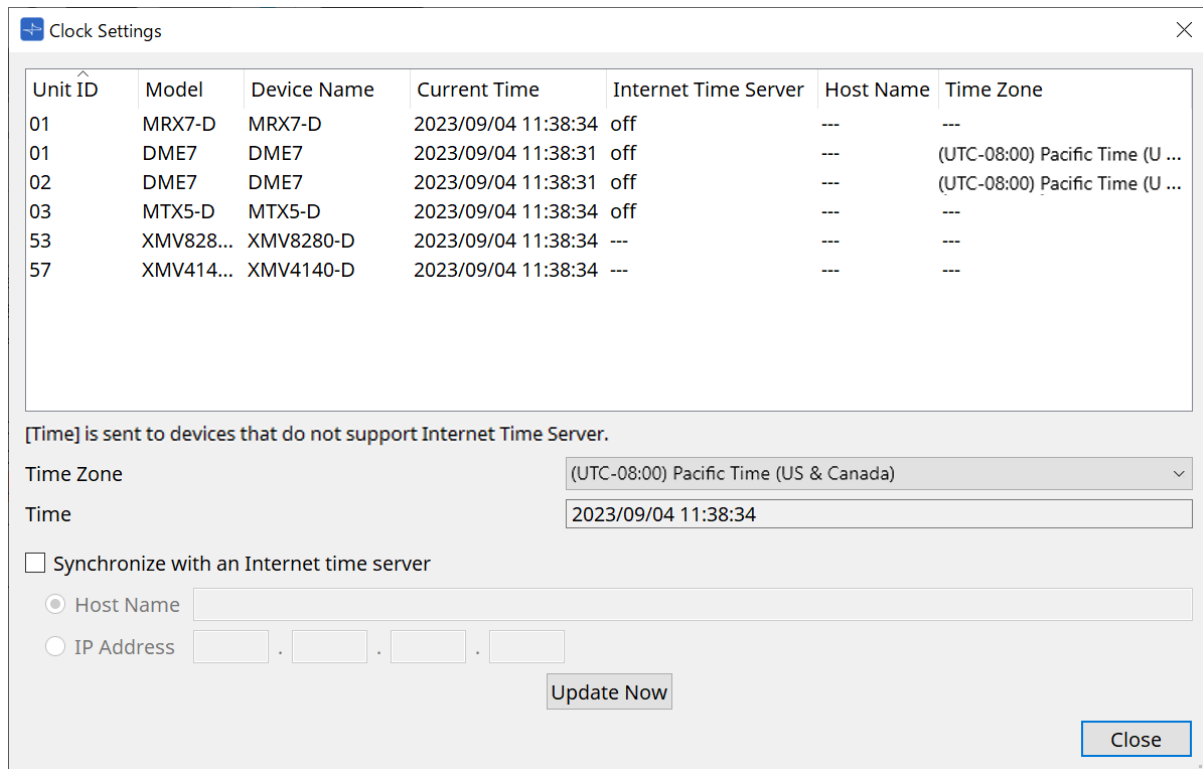 Clock Settings
Unit ID Model Device Name Current Time Internet Time Server Host Name Time Zone
01 MRX7-D MRX7-D 2023/09/04 11:38:34 off --- ---
01 DME7 DME7 2023/09/04 11:38:31 off --- (UTC-08:00) Pacific Time (U ...
02 DME7 DME7 2023/09/04 11:38:31 off --- (UTC-08:00) Pacific Time (U ...
03 MTX5-D MTX5-D 2023/09/04 11:38:34 off --- ---
53 XMV828... XMV8280-D 2023/09/04 11:38:34 --- --- ---
57 XMV414... XMV4140-D 2023/09/04 11:38:34 --- --- ---
[Time] is sent to devices that do not support Internet Time Server.
Time Zone (UTC-08:00) Pacific Time (US & Canada)
Time 2023/09/04 11:38:34
Synchronize with an Internet time server
Host Name
IP Address . . .
Update Now
Close